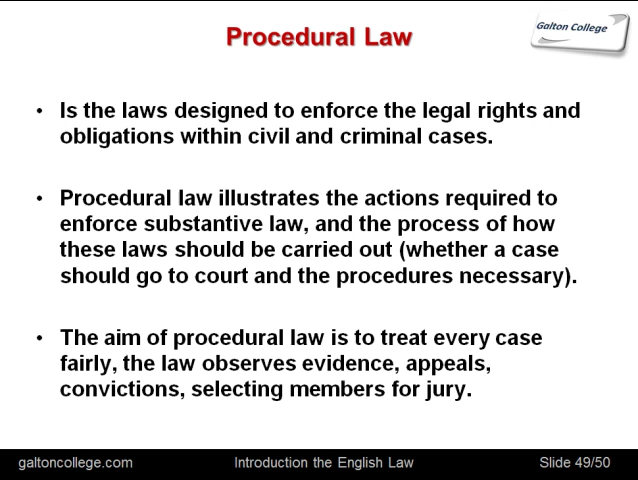 Procedural Law
Galton College
• Is the laws designed to enforce the legal rights and
obligations within civil and criminal cases.
• Procedural law illustrates the actions required to
enforce substantive law, and the process of how
these laws should be carried out (whether a case
should go to court and the procedures necessary).
• The aim of procedural law is to treat every case
fairly, the law observes evidence, appeals,
convictions, selecting members for jury.
galtoncollege.com Introduction the English Law Slide 49/50